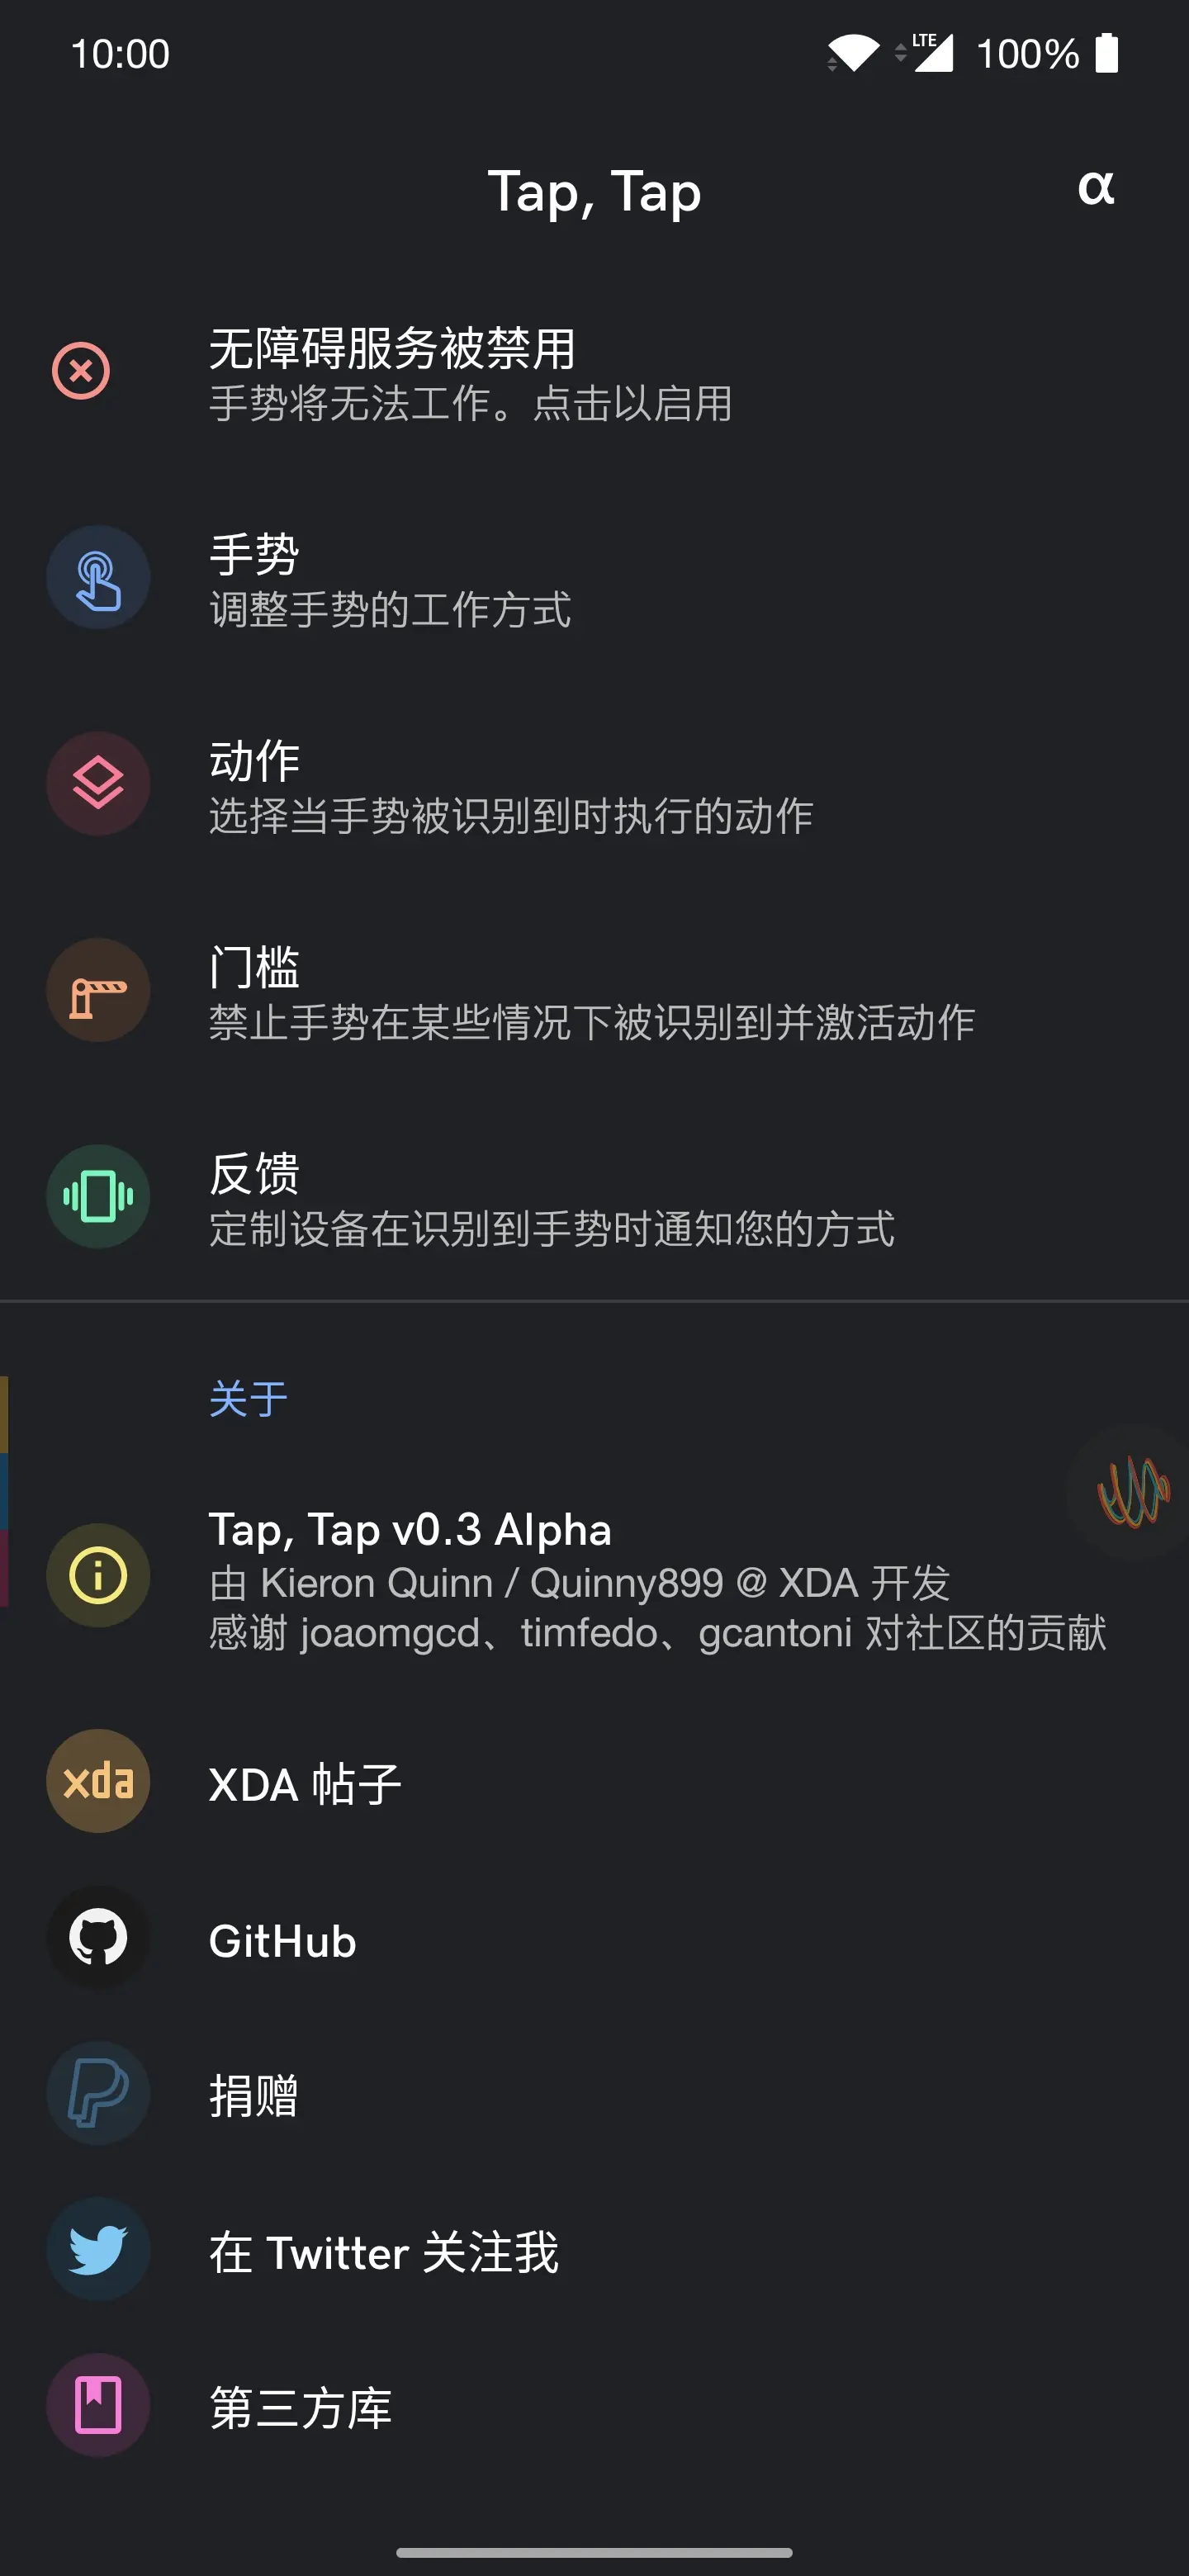 10:00
LTE
100%
Tap, Tap
α
无障碍服务被禁用
手势将无法工作。点击以启用
手势
调整手势的工作方式
动作
选择当手势被识别到时执行的动作
门槛
禁止手势在某些情况下被识别到并激活动作
反馈
定制设备在识别到手势时通知您的方式
关于
Tap, Tap v0.3 Alpha
由 Kieron Quinn / Quinny899 @ XDA 开发
感谢 joaomgcd、timfedo、gcantoni 对社区的贡献
xda
XDA 帖子
GitHub
捐赠
在 Twitter 关注我
第三方库